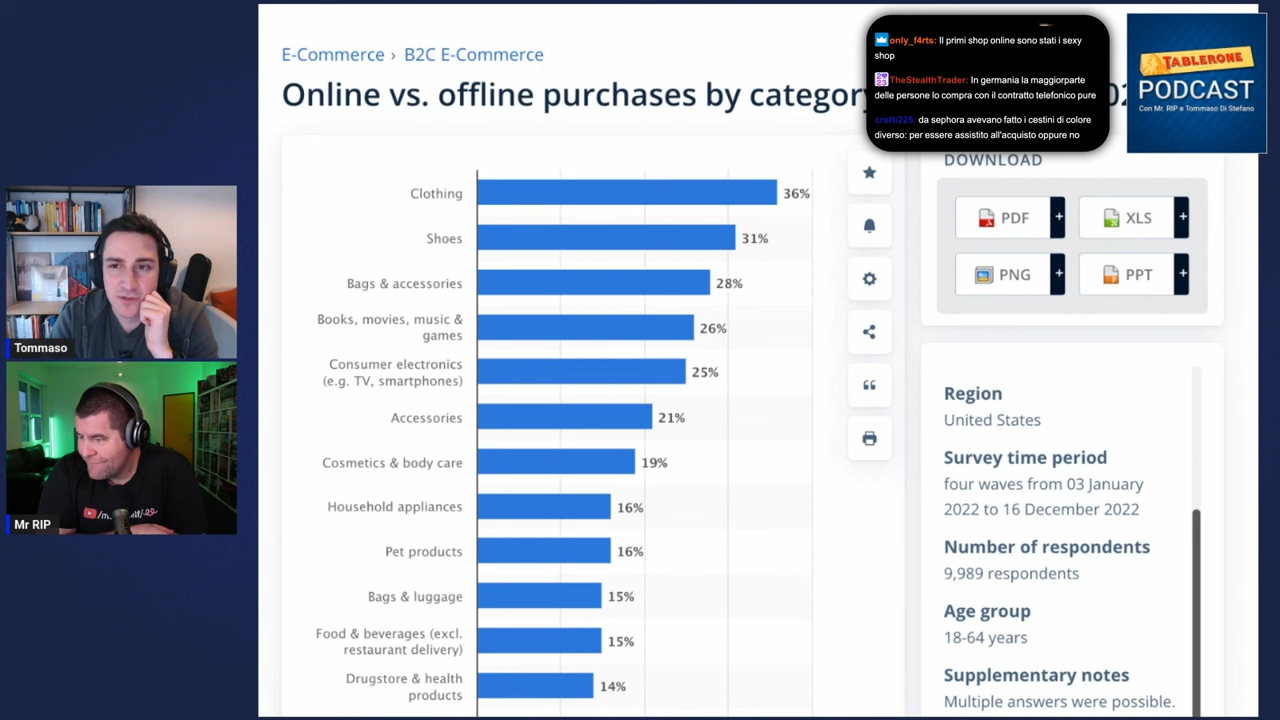 E-Commerce › B2C E-Commerce
Online vs. offline purchases by category
only_f4rts: Il primi shop online sono stati i sexy
shop
TheStealthTrader: In germania la maggiorparte
delle persone lo compra con il contratto telefonico pure
crotti225: da sephora avevano fatto i cestini di colore
diverso: per essere assistito all'acquisto oppure no
TABLERONE
PODCAST
Con Mr. RIP e Tommaso Di Stefano
Clothing 36%
Shoes 31%
Bags & accessories 28%
Books, movies, music &
games 26%
Consumer electronics
(e.g. TV, smartphones) 25%
Accessories 21%
Cosmetics & body care 19%
Household appliances 16%
Pet products 16%
Bags & luggage 15%
Food & beverages (excl.
restaurant delivery) 15%
Drugstore & health
products 14%
DOWNLOAD
PDF + XLS +
PNG + PPT +
Region
United States
Survey time period
four waves from 03 January
2022 to 16 December 2022
Number of respondents
9,989 respondents
Age group
18-64 years
Supplementary notes
Multiple answers were possible.
Tommaso
Mr RIP